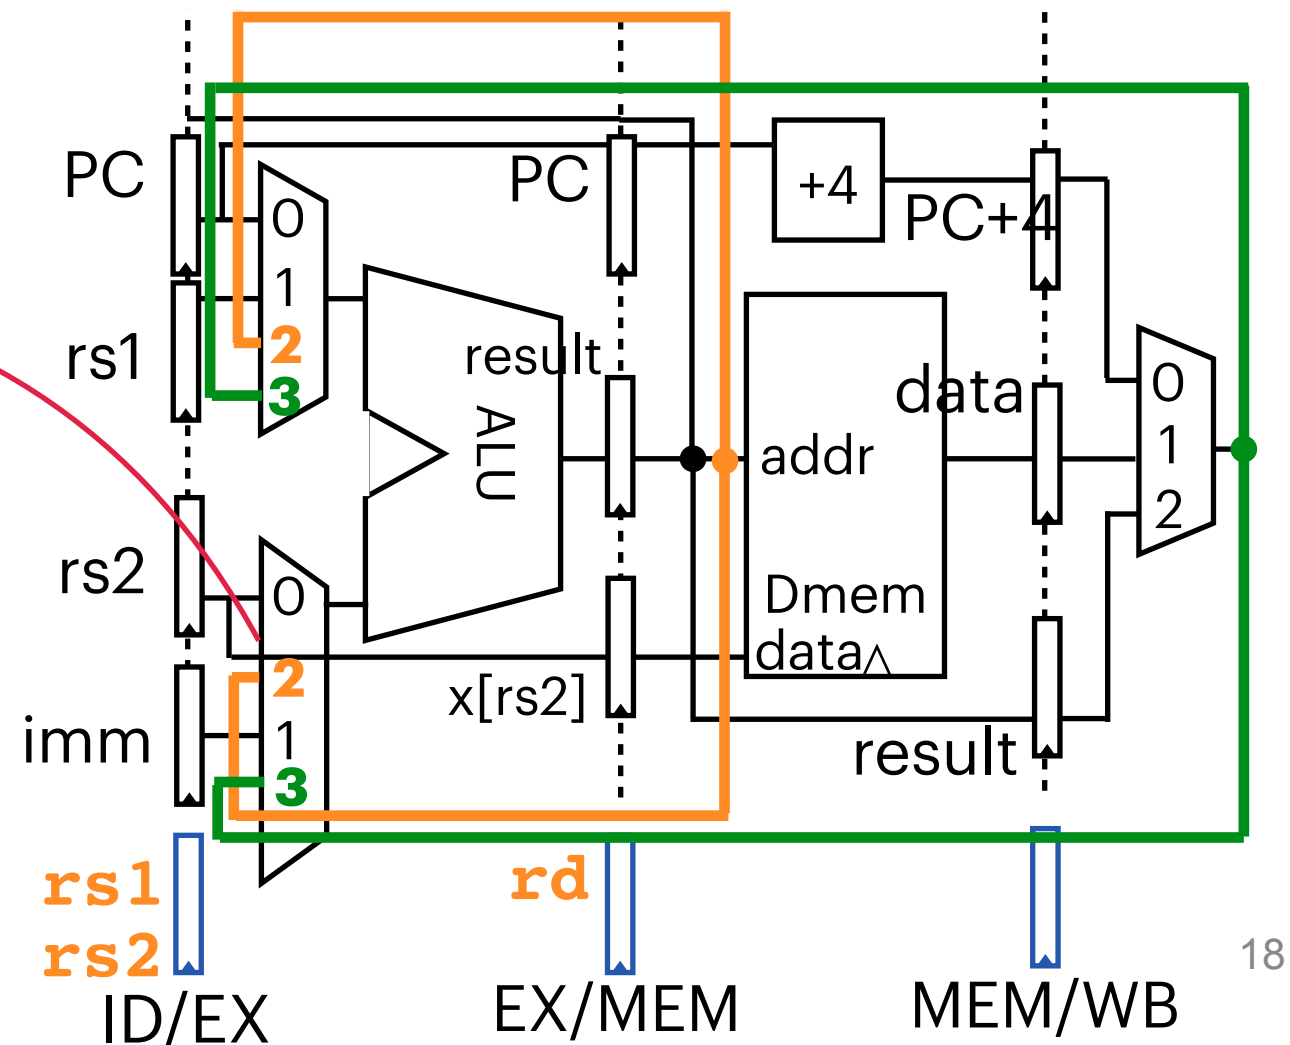 PC
0
1
2
3
rs1
PC
+4
PC+4
result
ALU
addr
data
0
1
2
rs2
0
2
1
3
imm
x[rs2]
Dmem
data
result
rs1
rs2
rd
18
ID/EX
EX/MEM
MEM/WB